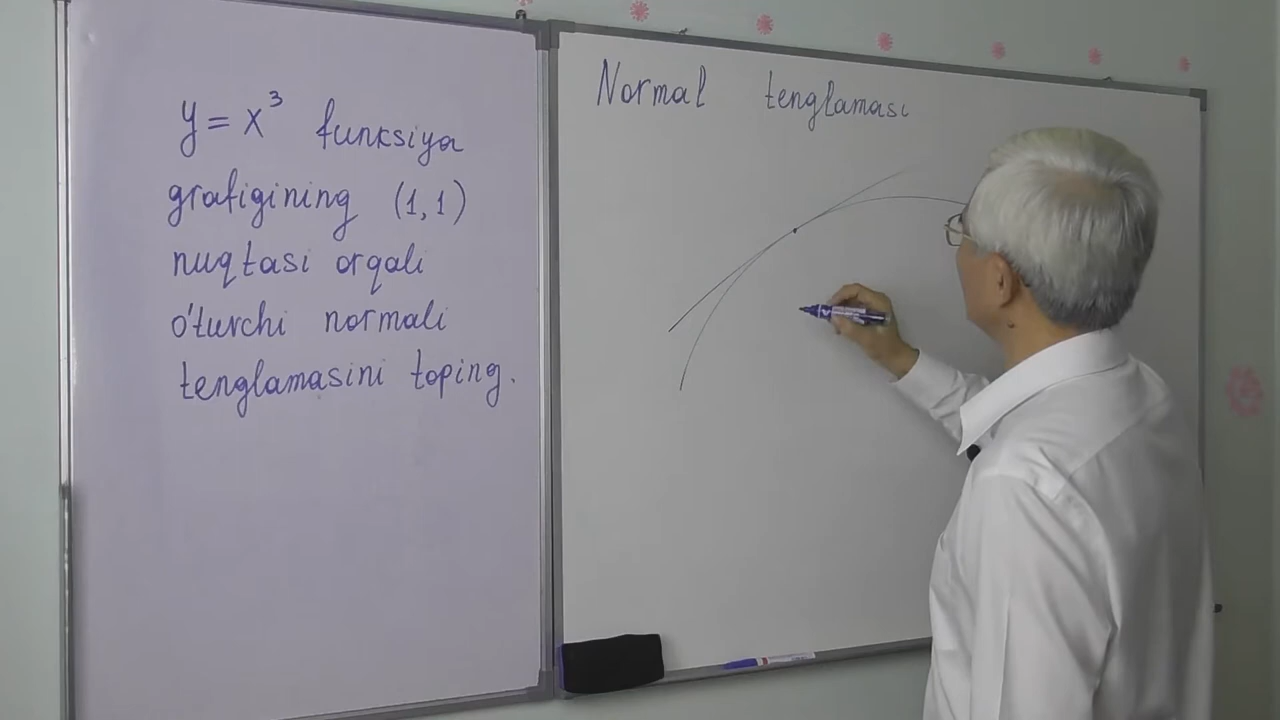 y = x³ funksiya
grafigining (1,1)
nuqtasi orqali
o'tuvchi normali
tenglamasini toping.
Normal tenglamasi